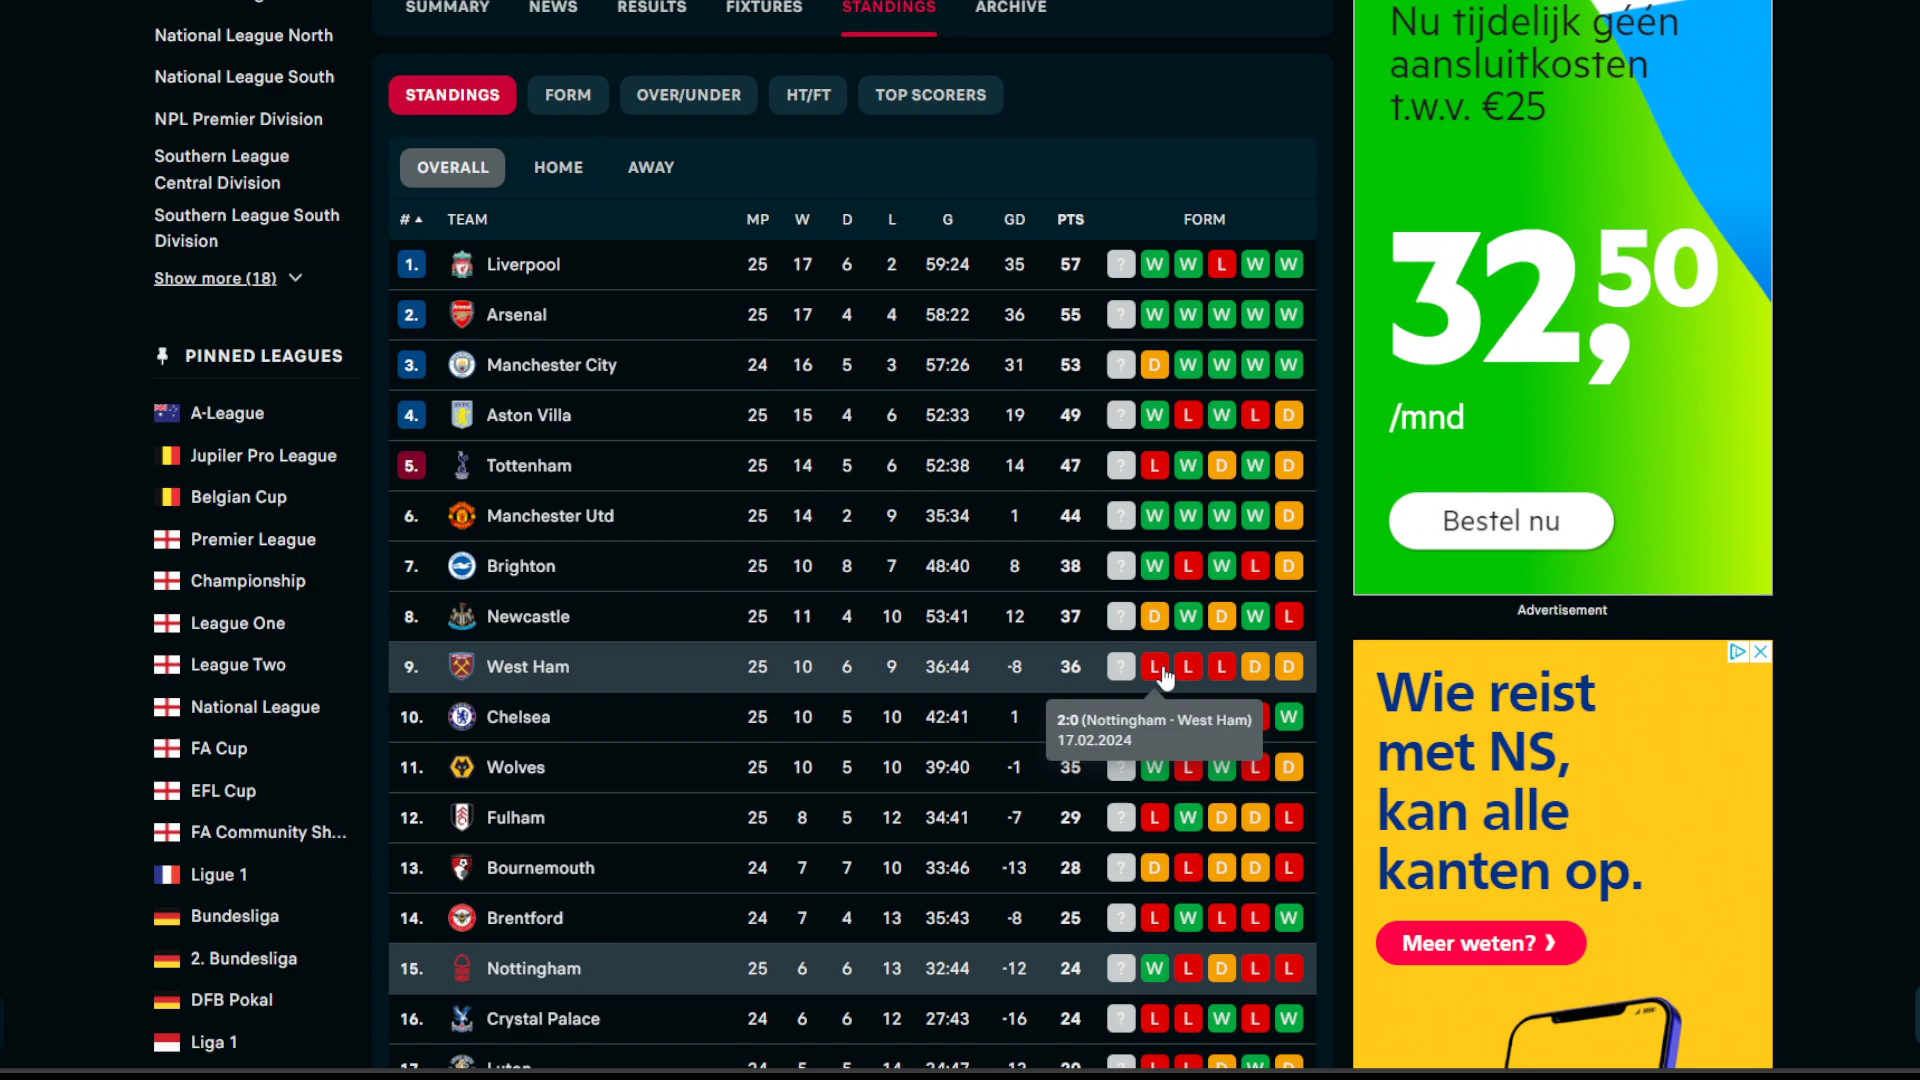 SUMMARY NEWS RESULTS FIXTURES STANDINGS ARCHIVE
National League North
National League South
NPL Premier Division
Southern League
Central Division
Southern League South
Division
Show more (18)
PINNED LEAGUES
A-League
Jupiler Pro League
Belgian Cup
Premier League
Championship
League One
League Two
National League
FA Cup
EFL Cup
FA Community Sh...
Ligue 1
Bundesliga
2. Bundesliga
DFB Pokal
Liga 1
STANDINGS FORM OVER/UNDER HT/FT TOP SCORERS
OVERALL HOME AWAY
# TEAM MP W D L G GD PTS FORM
1. Liverpool 25 17 6 2 59:24 35 57 ? W W L W W
2. Arsenal 25 17 4 4 58:22 36 55 ? W W W W W
3. Manchester City 24 16 5 3 57:26 31 53 ? D W W W W
4. Aston Villa 25 15 4 6 52:33 19 49 ? W L W L D
5. Tottenham 25 14 5 6 52:38 14 47 ? L W D W D
6. Manchester Utd 25 14 2 9 35:34 1 44 ? W W W W D
7. Brighton 25 10 8 7 48:40 8 38 ? W L W L D
8. Newcastle 25 11 4 10 53:41 12 37 ? D W D W L
9. West Ham 25 10 6 9 36:44 -8 36 ? L L L D D
10. Chelsea 25 10 5 10 42:41 1 W
2:0 (Nottingham - West Ham)
17.02.2024
11. Wolves 25 10 5 10 39:40 -1 35 ? W L W L D
12. Fulham 25 8 5 12 34:41 -7 29 ? L W D D L
13. Bournemouth 24 7 7 10 33:46 -13 28 ? D L D D L
14. Brentford 24 7 4 13 35:43 -8 25 ? L W L L W
15. Nottingham 25 6 6 13 32:44 -12 24 ? W L D L L
16. Crystal Palace 24 6 6 12 27:43 -16 24 ? L L W L W
17. Luton 24 5 5 14 34:47 -13 20 ? L L D W D
Nu tijdelijk géén
aansluitkosten
t.w.v. €25
32,50
/mnd
Bestel nu
Advertisement
Wie reist
met NS,
kan alle
kanten op.
Meer weten?